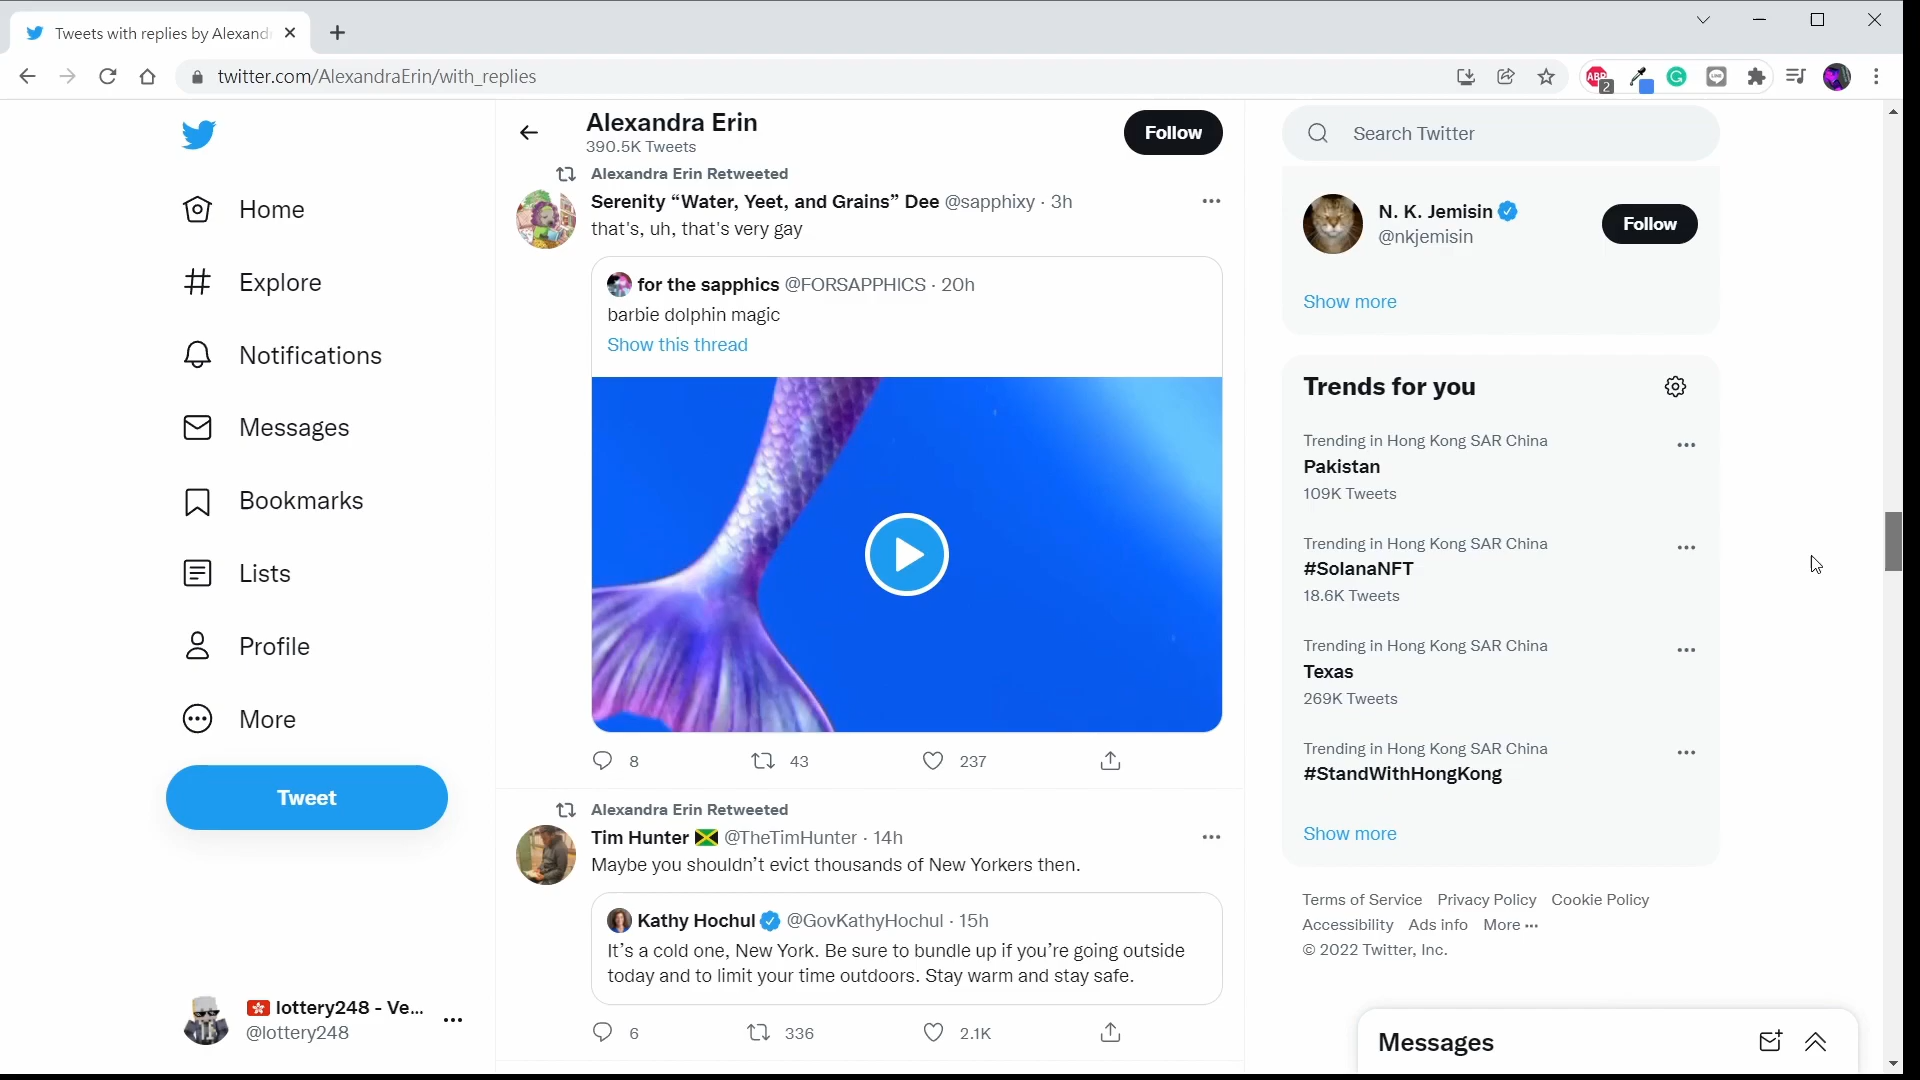 Tweets with replies by Alexand
twitter.com/AlexandraErin/with_replies
ABP
2
Home
Explore
Notifications
Messages
Bookmarks
Lists
Profile
More
Tweet
lottery248 - Ve...
@lottery248
Alexandra Erin
390.5K Tweets
Follow
Alexandra Erin Retweeted
Serenity “Water, Yeet, and Grains” Dee @sapphixy · 3h
that's, uh, that's very gay
for the sapphics @FORSAPPHICS · 20h
barbie dolphin magic
Show this thread
8 43 237
Alexandra Erin Retweeted
Tim Hunter @TheTimHunter · 14h
Maybe you shouldn’t evict thousands of New Yorkers then.
Kathy Hochul @GovKathyHochul · 15h
It’s a cold one, New York. Be sure to bundle up if you’re going outside
today and to limit your time outdoors. Stay warm and stay safe.
6 336 2.1K
Search Twitter
N. K. Jemisin
@nkjemisin
Follow
Show more
Trends for you
Trending in Hong Kong SAR China
Pakistan
109K Tweets
Trending in Hong Kong SAR China
#SolanaNFT
18.6K Tweets
Trending in Hong Kong SAR China
Texas
269K Tweets
Trending in Hong Kong SAR China
#StandWithHongKong
Show more
Terms of Service Privacy Policy Cookie Policy
Accessibility Ads info More ···
© 2022 Twitter, Inc.
Messages